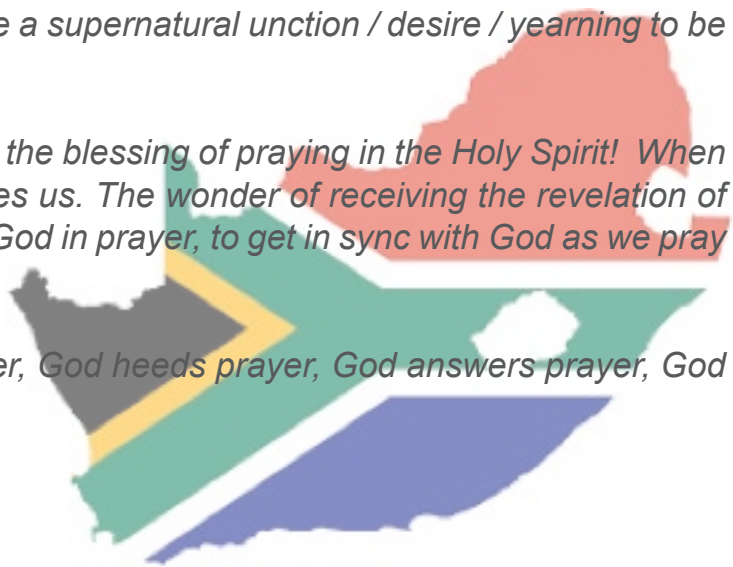 e a supernatural unction / desire / yearning to be
the blessing of praying in the Holy Spirit! When
es us. The wonder of receiving the revelation of
God in prayer, to get in sync with God as we pray
er, God heeds prayer, God answers prayer, God